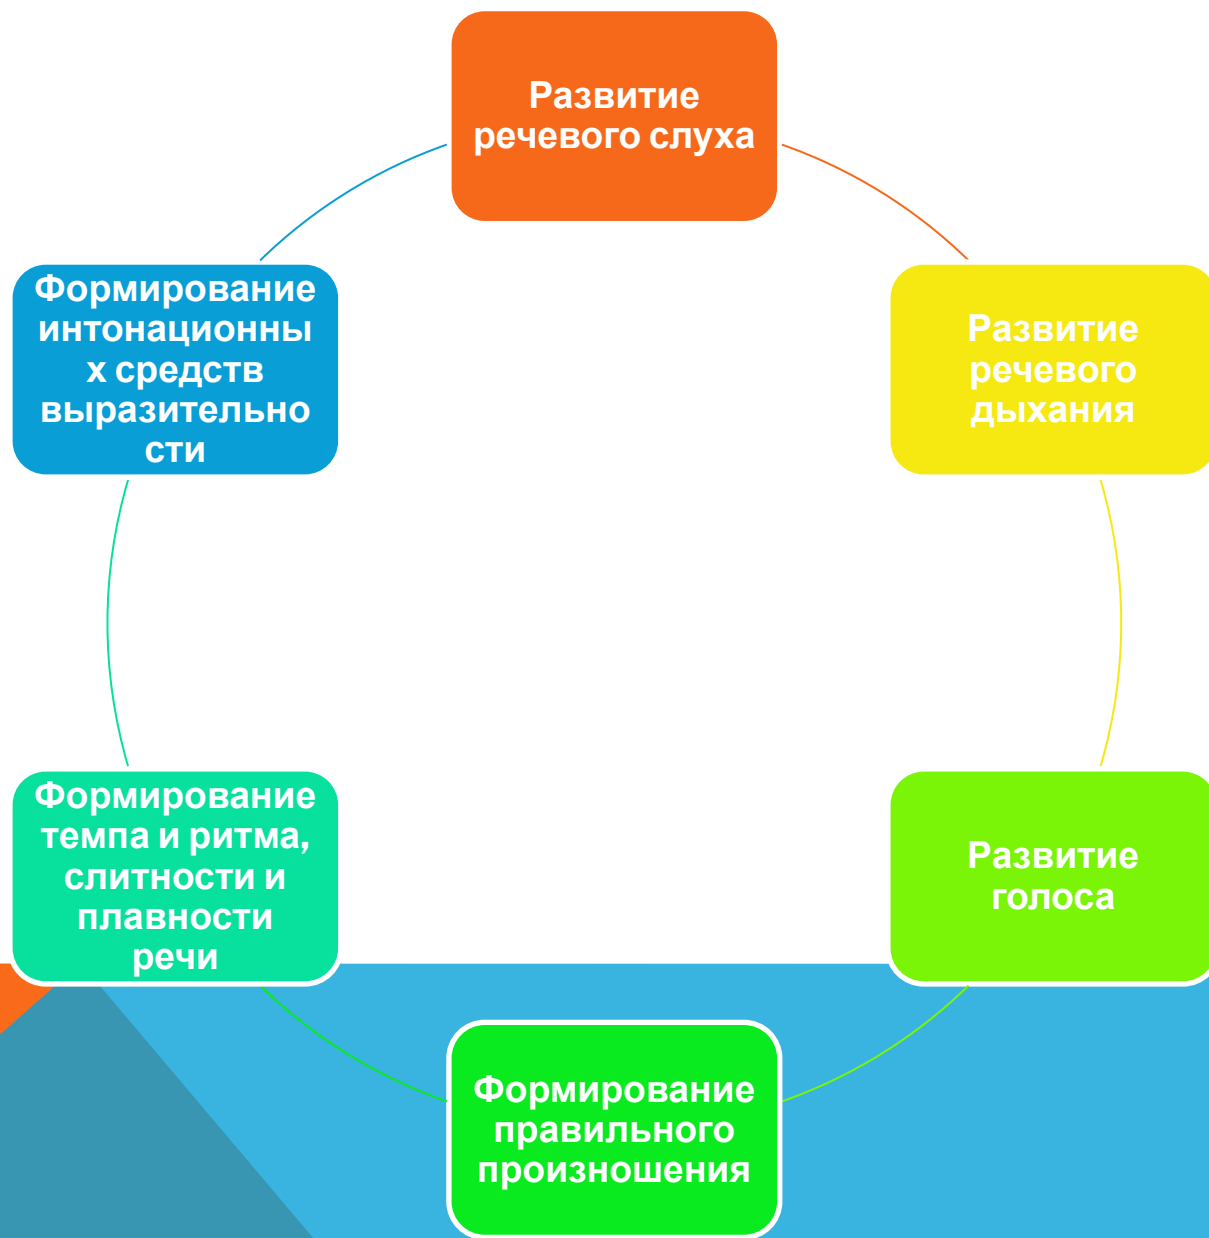 Развитие
речевого слуха
Развитие
речевого
дыхания
Развитие
голоса
Формирование
правильного
произношения
Формирование
темпа и ритма,
слитности и
плавности
речи
Формирование
интонационны
х средств
выразительно
сти